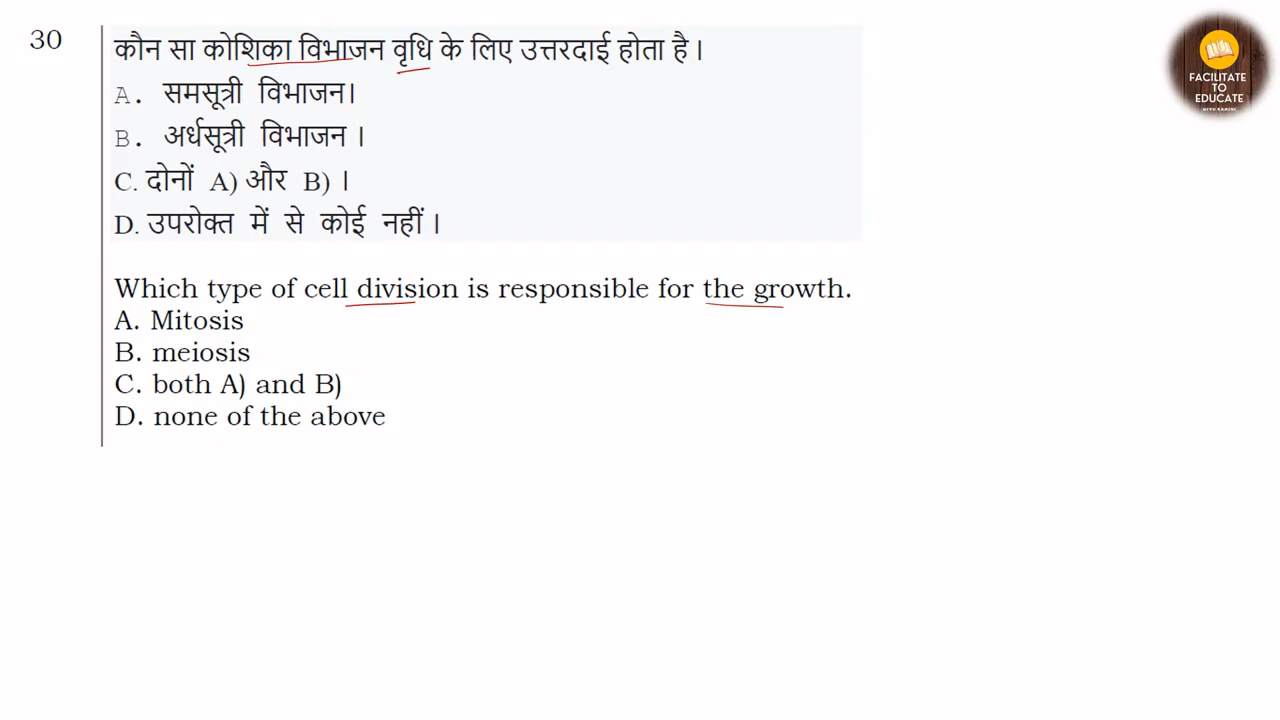 30
कौन सा कोशिका विभाजन वृधि के लिए उत्तरदाई होता है ।
A. समसूत्री विभाजन।
B. अर्धसूत्री विभाजन ।
C. दोनों A) और B) ।
D. उपरोक्त में से कोई नहीं ।
Which type of cell division is responsible for the growth.
A. Mitosis
B. meiosis
C. both A) and B)
D. none of the above
FACILITATE
TO
EDUCATE